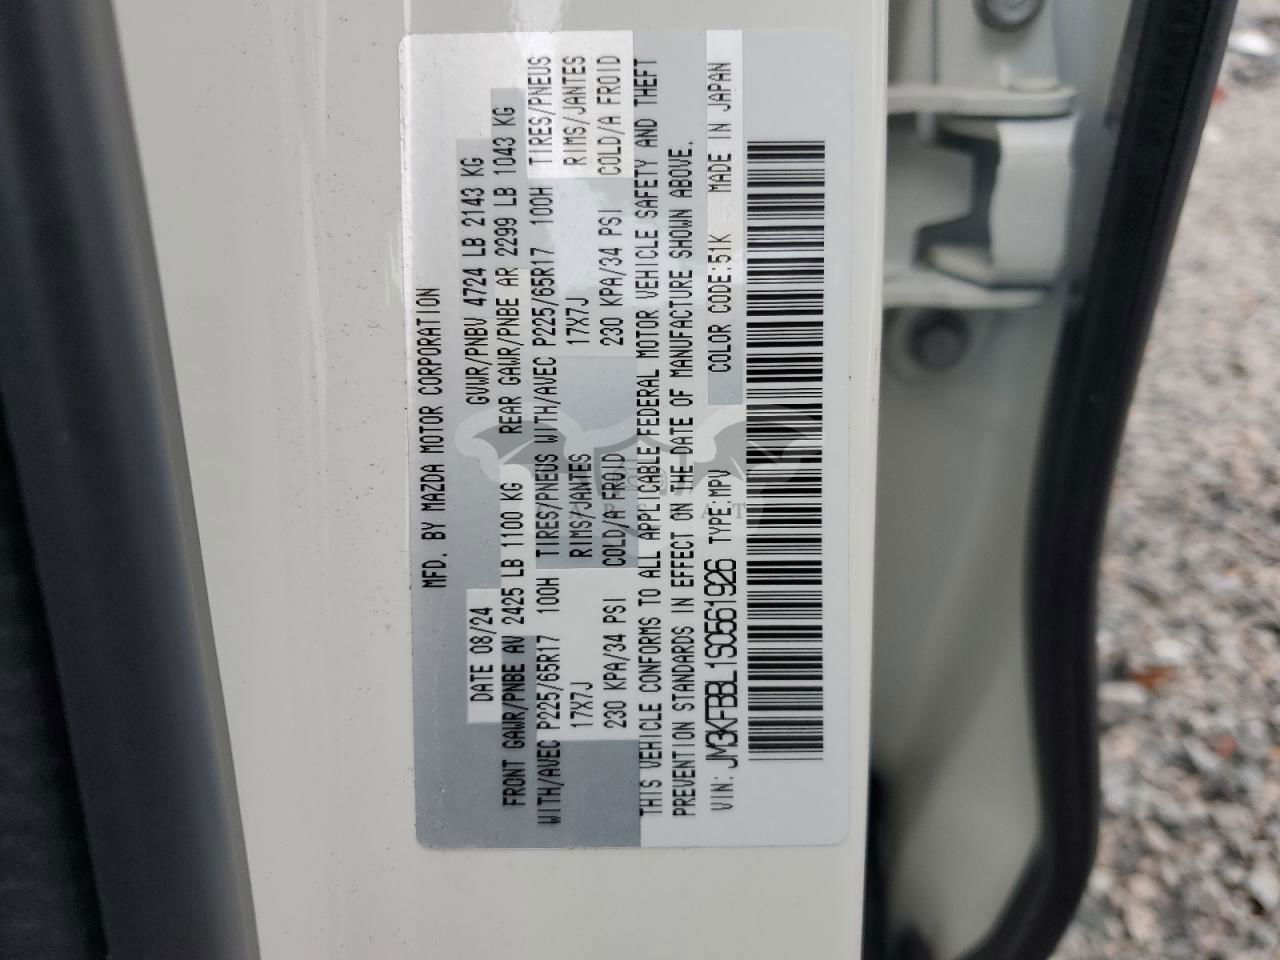 MFD. BY MAZDA MOTOR CORPORATION
DATE 08/24 GVWR/PNBV 4724 LB 2143 KG
FRONT GAWR/PNBE AV 2425 LB 1100 KG REAR GAWR/PNBE AR 2299 LB 1043 KG
WITH/AVEC P225/65R17 100H TIRES/PNEUS WITH/AVEC P225/65R17 100H TIRES/PNEUS
17X7J RIMS/JANTES 17X7J RIMS/JANTES
230 KPA/34 PSI COLD/A FROID 230 KPA/34 PSI COLD/A FROID
THIS VEHICLE CONFORMS TO ALL APPLICABLE FEDERAL MOTOR VEHICLE SAFETY AND THEFT
PREVENTION STANDARDS IN EFFECT ON THE DATE OF MANUFACTURE SHOWN ABOVE.
VIN: JM3KFBBL1S0561926 TYPE:MPV COLOR CODE:51K MADE IN JAPAN